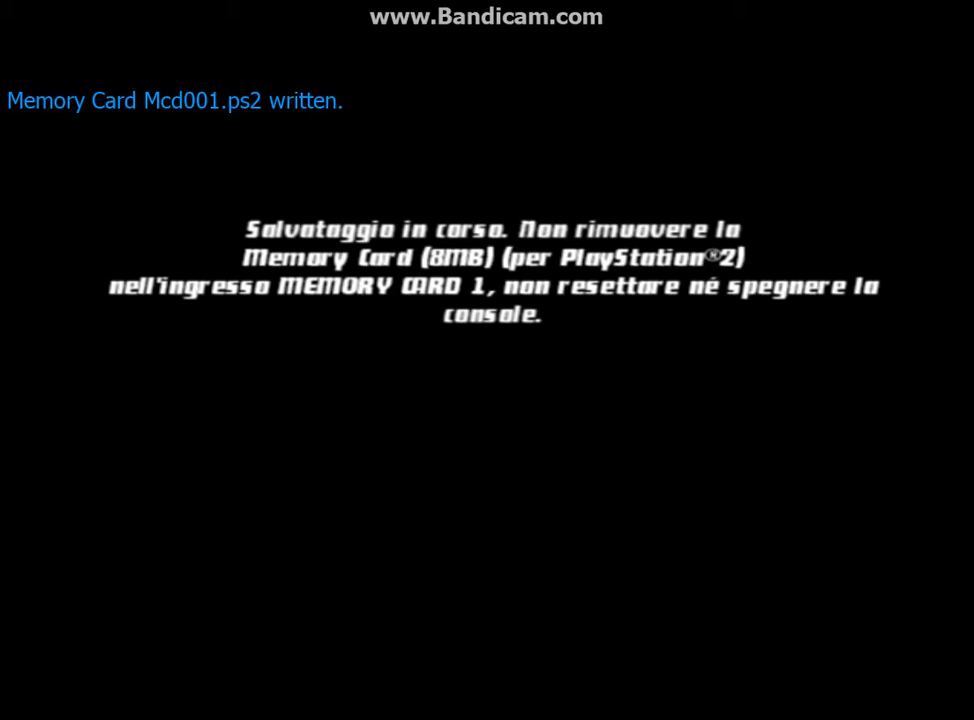 www.Bandicam.com
Memory Card Mcd001.ps2 written.
Salvataggio in corso. Non rimuovere la
Memory Card (8MB) (per PlayStation®2)
nell'ingresso MEMORY CARD 1, non resettare né spegnere la
console.